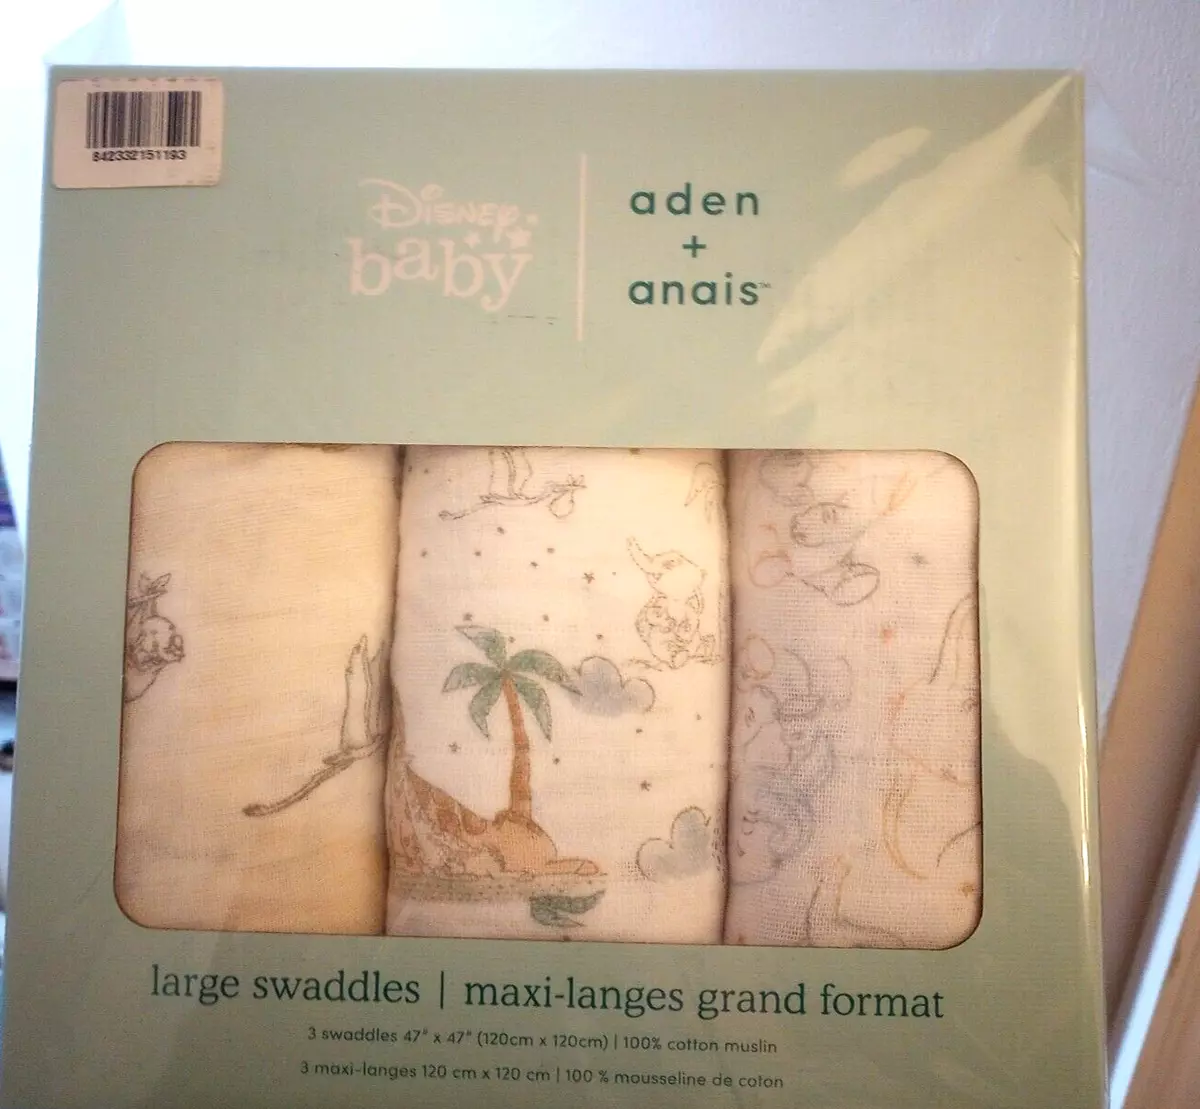 842332151193
Disney
baby
aden
+
anais™
large swaddles | maxi-langes grand format
3 swaddles 47" x 47" (120cm x 120cm) | 100% cotton muslin
3 maxi-langes 120 cm x 120 cm | 100 % mousseline de coton